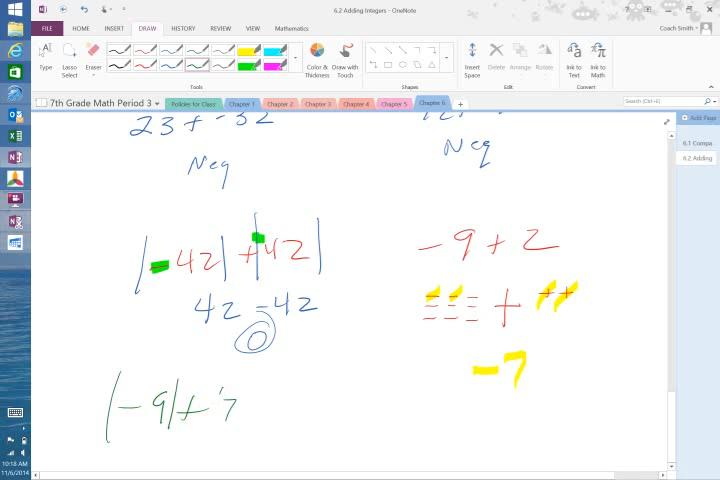 6.2 Adding Integers - OneNote
FILE HOME INSERT DRAW HISTORY REVIEW VIEW Mathematics
Coach Smith
Type
Lasso Select
Eraser
Color & Thickness
Draw with Touch
Insert Space
Delete
Arrange
Rotate
Ink to Text
Ink to Math
Tools
Shapes
Edit
Convert
7th Grade Math Period 3
Policies for Class Chapter 1 Chapter 2 Chapter 3 Chapter 4 Chapter 5 Chapter 6 +
Search (Ctrl+E)
Add Page
6.1 Compa
6.2 Adding
23 + -32
Neq
Neq
|-42| + |42|
42 - 42
0
-9 + 2
+
-7
|-9| + 7
10:18 AM
11/6/2014